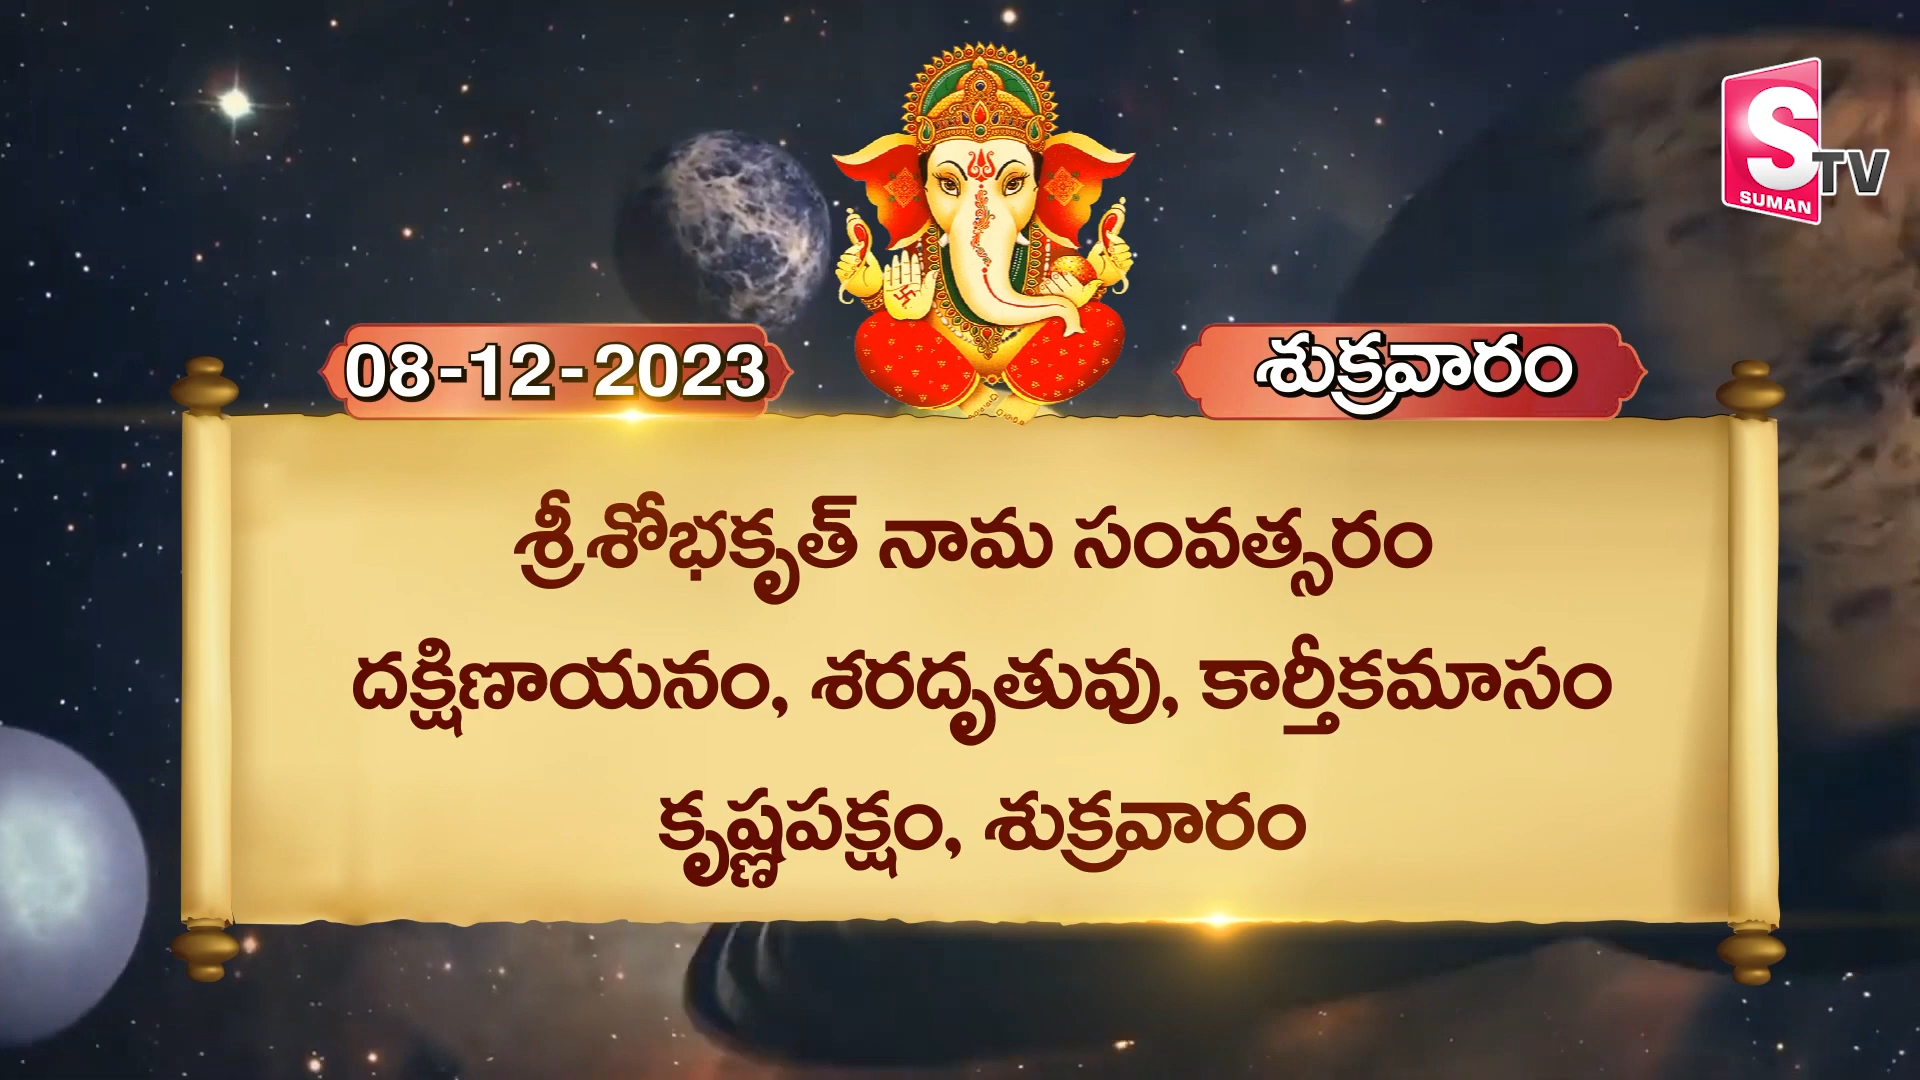 S TV
SUMAN
08-12-2023 శుక్రవారం
శ్రీ శోభకృత్ నామ సంవత్సరం
దక్షిణాయనం, శరదృతువు, కార్తీకమాసం
కృష్ణపక్షం, శుక్రవారం